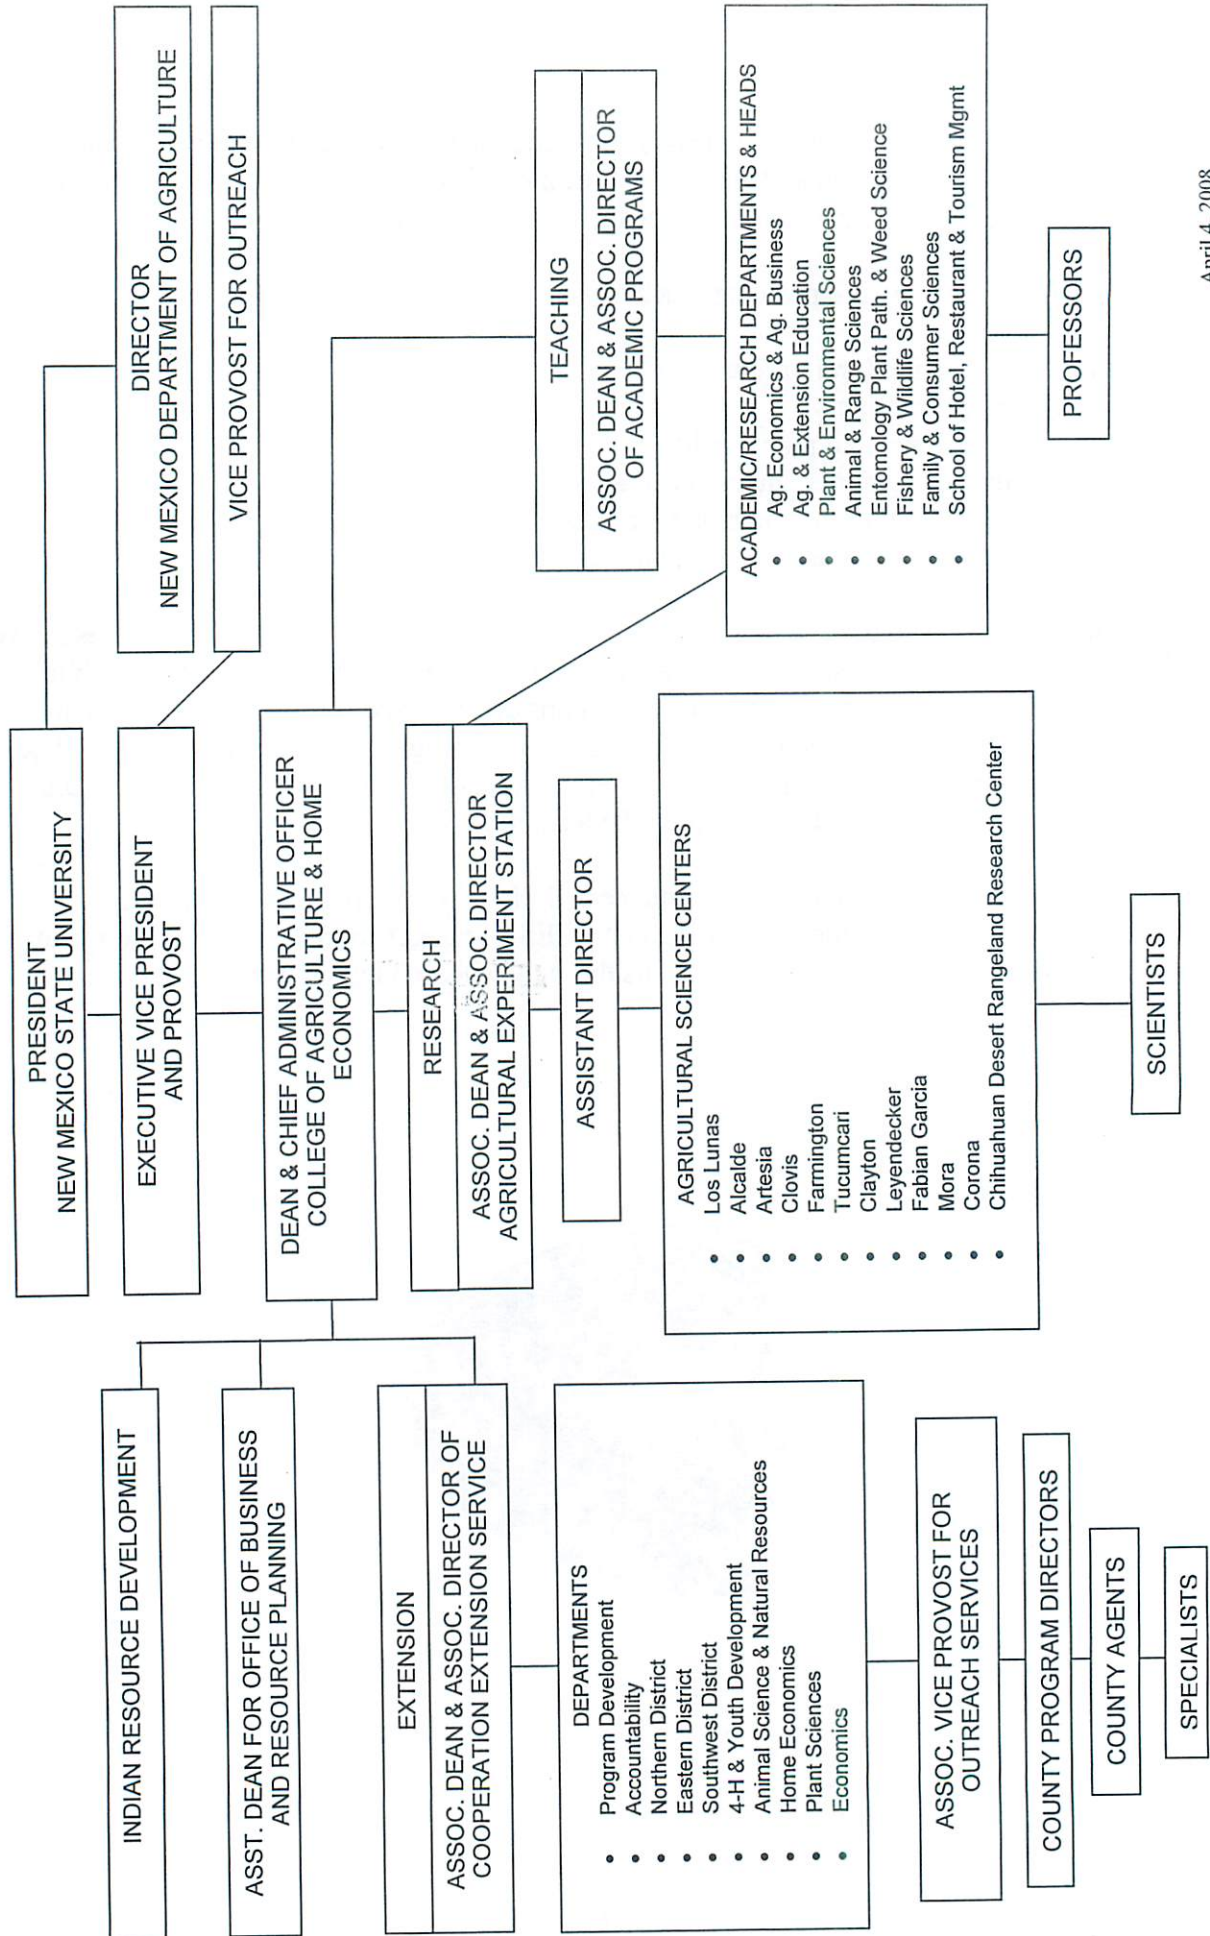 PRESIDENT
NEW MEXICO STATE UNIVERSITY
DIRECTOR
NEW MEXICO DEPARTMENT OF AGRICULTURE
EXECUTIVE VICE PRESIDENT
AND PROVOST
VICE PROVOST FOR OUTREACH
INDIAN RESOURCE DEVELOPMENT
ASST. DEAN FOR OFFICE OF BUSINESS
AND RESOURCE PLANNING
DEAN & CHIEF ADMINISTRATIVE OFFICER
COLLEGE OF AGRICULTURE & HOME
ECONOMICS
EXTENSION
ASSOC. DEAN & ASSOC. DIRECTOR OF
COOPERATION EXTENSION SERVICE
DEPARTMENTS
• Program Development
• Accountability
• Northern District
• Eastern District
• Southwest District
• 4-H & Youth Development
• Animal Science & Natural Resources
• Home Economics
• Plant Sciences
• Economics
ASSOC. VICE PROVOST FOR
OUTREACH SERVICES
COUNTY PROGRAM DIRECTORS
COUNTY AGENTS
SPECIALISTS
RESEARCH
ASSOC. DEAN & ASSOC. DIRECTOR
AGRICULTURAL EXPERIMENT STATION
ASSISTANT DIRECTOR
AGRICULTURAL SCIENCE CENTERS
• Los Lunas
• Alcalde
• Artesia
• Clovis
• Farmington
• Tucumcari
• Clayton
• Leyendecker
• Fabian Garcia
• Mora
• Corona
• Chihuahuan Desert Rangeland Research Center
SCIENTISTS
TEACHING
ASSOC. DEAN & ASSOC. DIRECTOR
OF ACADEMIC PROGRAMS
ACADEMIC/RESEARCH DEPARTMENTS & HEADS
• Ag. Economics & Ag. Business
• Ag. & Extension Education
• Plant & Environmental Sciences
• Animal & Range Sciences
• Entomology Plant Path. & Weed Science
• Fishery & Wildlife Sciences
• Family & Consumer Sciences
• School of Hotel, Restaurant & Tourism Mgmt
PROFESSORS
April 4, 2008